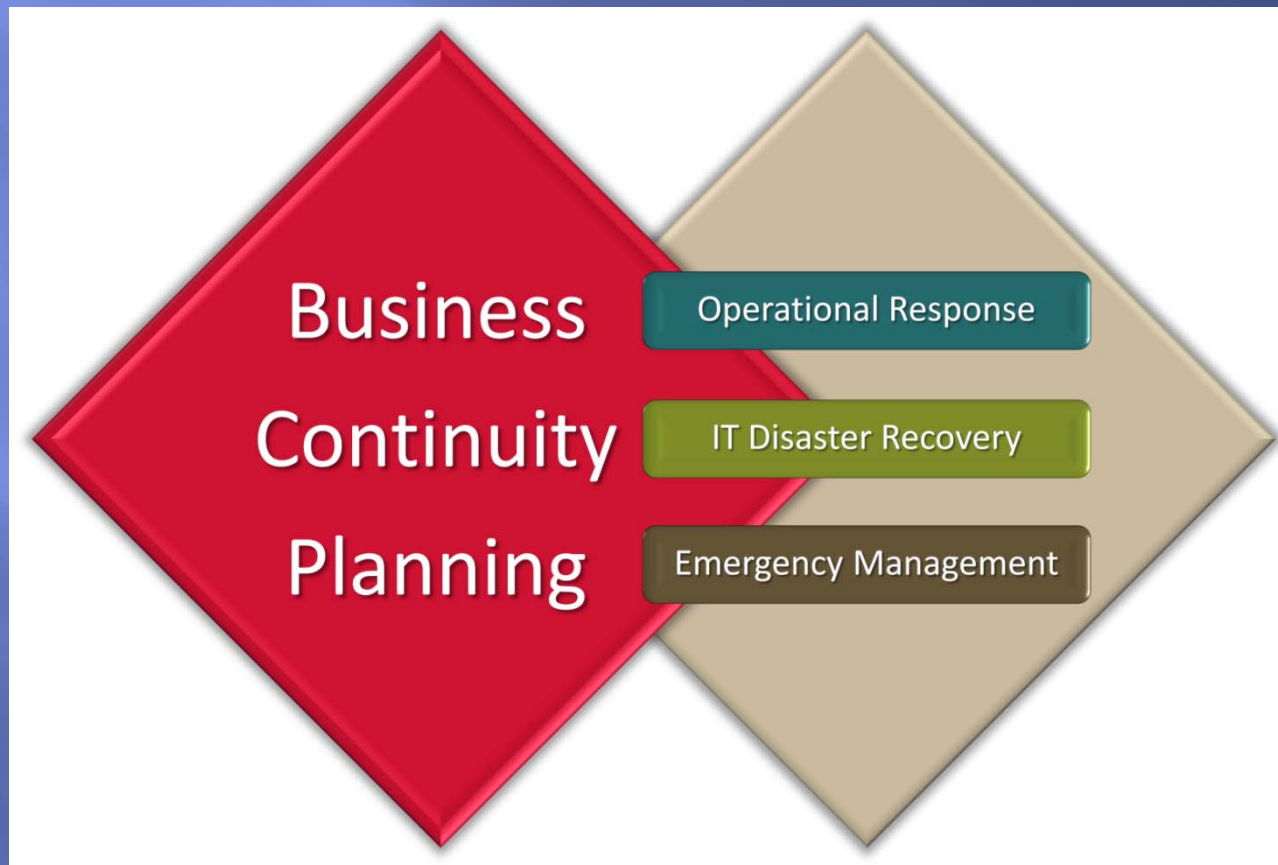 Business
Continuity
Planning
Operational Response
IT Disaster Recovery
Emergency Management